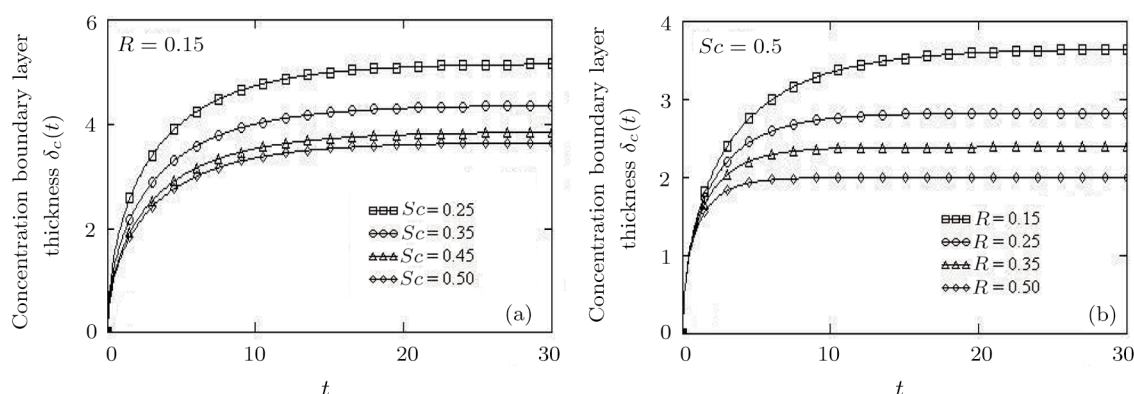 Concentration boundary layer
thickness δc(t)
6
4
2
0
R = 0.15
Sc=0.25
Sc=0.35
Sc=0.45
Sc=0.50
(a)
0 10 20 30
t
Concentration boundary layer
thickness δc(t)
4
3
2
1
0
Sc = 0.5
R=0.15
R=0.25
R=0.35
R=0.50
(b)
0 10 20 30
t